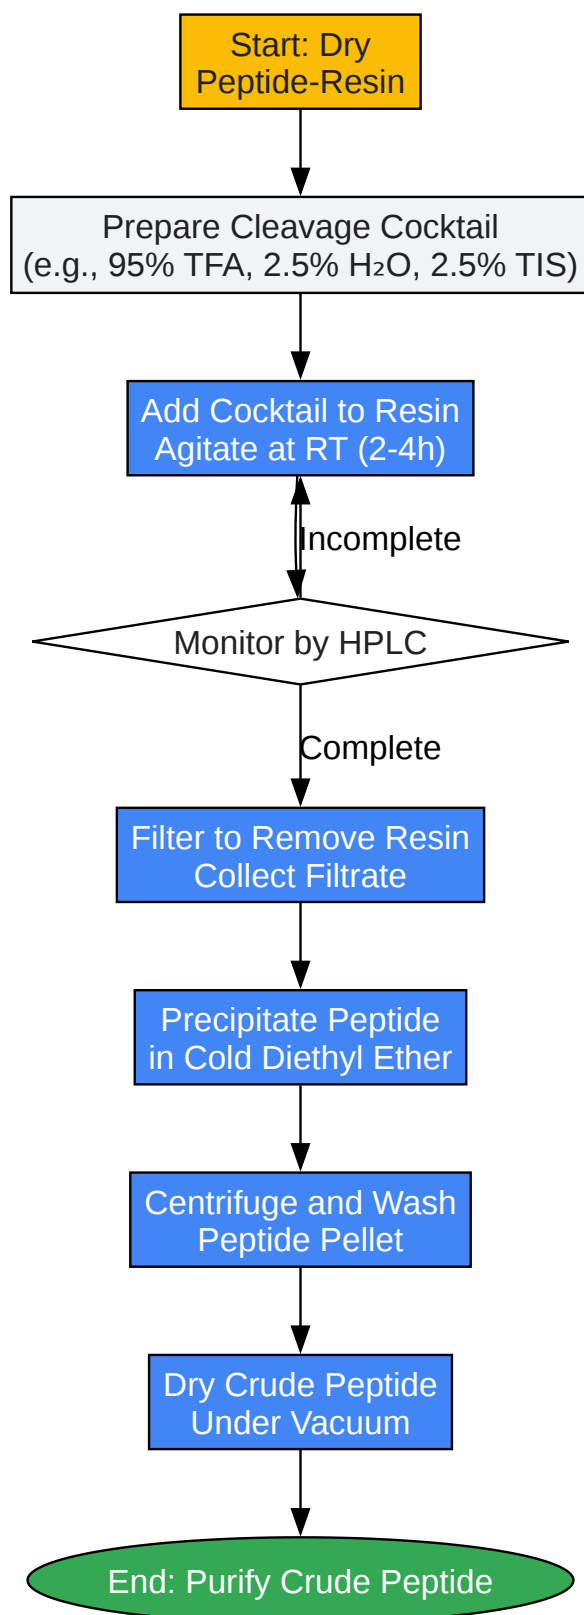 Start: Dry
Peptide-Resin
Prepare Cleavage Cocktail
(e.g., 95% TFA, 2.5% H₂O, 2.5% TIS)
Add Cocktail to Resin
Agitate at RT (2-4h)
Incomplete
Monitor by HPLC
Complete
Filter to Remove Resin
Collect Filtrate
Precipitate Peptide
in Cold Diethyl Ether
Centrifuge and Wash
Peptide Pellet
Dry Crude Peptide
Under Vacuum
End: Purify Crude Peptide